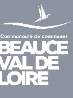 Communauté de communes
BEAUCE
VAL DE
LOIRE